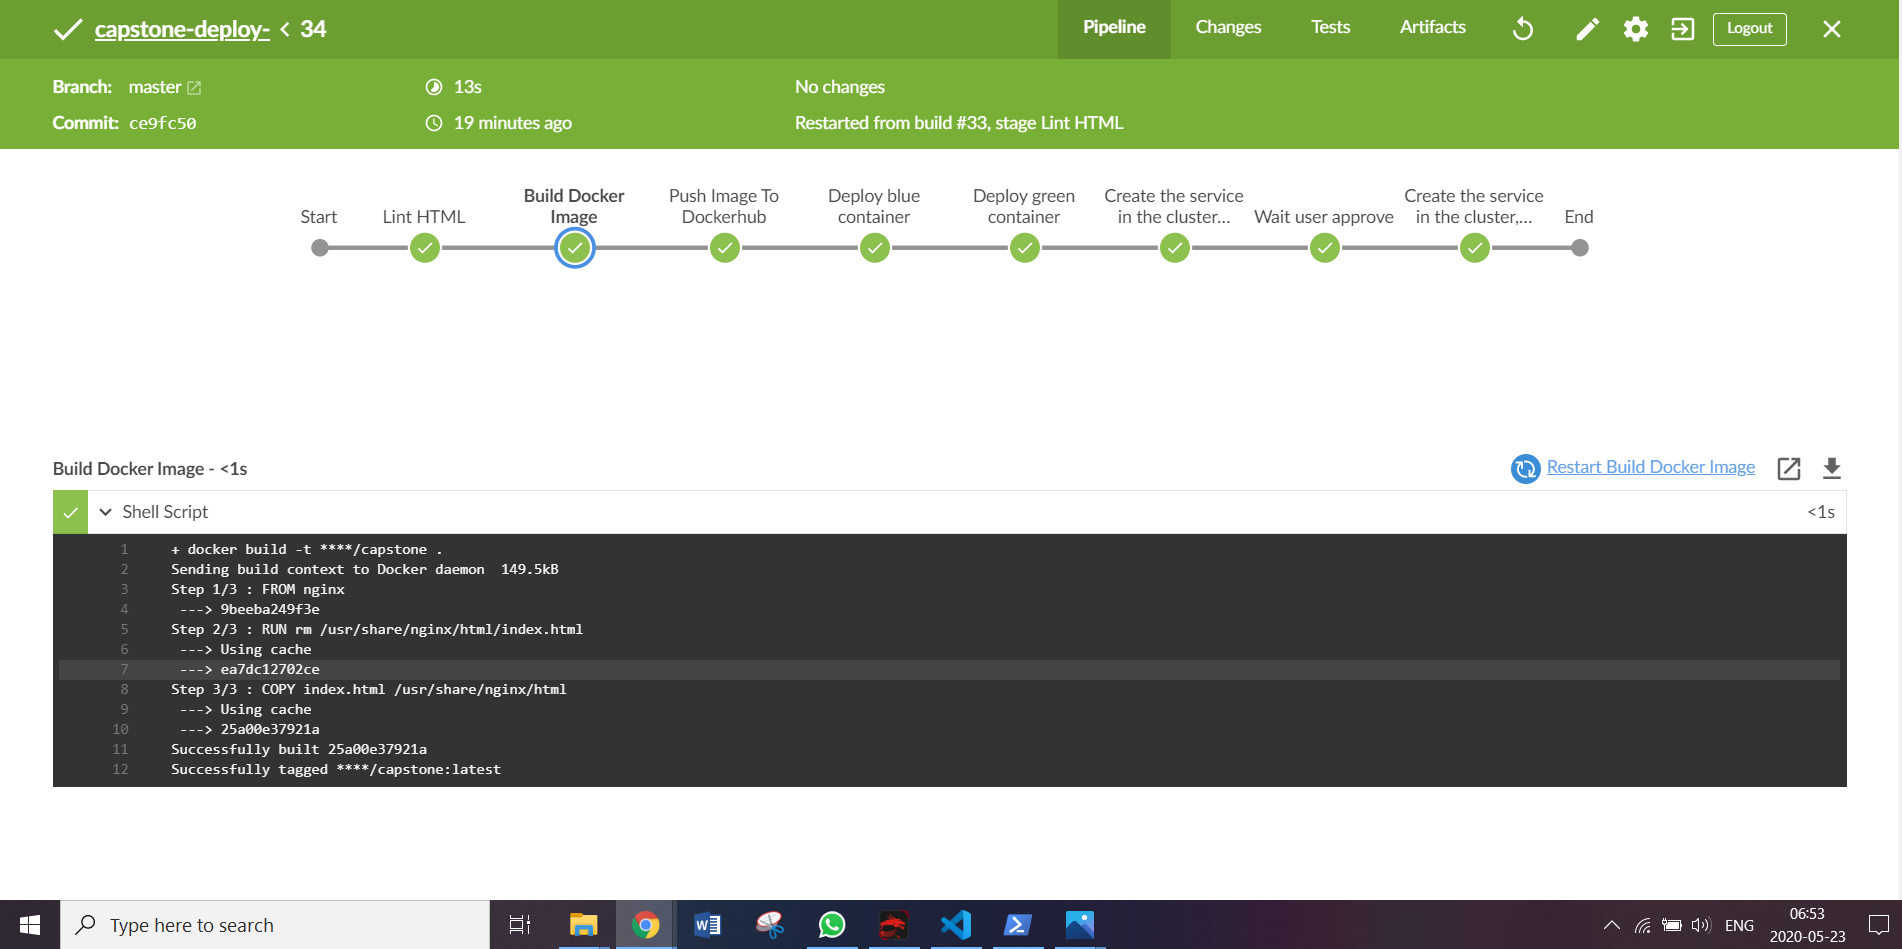 capstone-deploy- < 34
Pipeline
Changes
Tests
Artifacts
Logout
Branch: master
13s
No changes
Commit: ce9fc50
19 minutes ago
Restarted from build #33, stage Lint HTML
Start
Lint HTML
Build Docker
Image
Push Image To
Dockerhub
Deploy blue
container
Deploy green
container
Create the service
in the cluster...
Wait user approve
Create the service
in the cluster,...
End
Build Docker Image - <1s
Restart Build Docker Image
Shell Script
<1s
1 + docker build -t ****/capstone .
2 Sending build context to Docker daemon  149.5kB
3 Step 1/3 : FROM nginx
4  ---> 9beeba249f3e
5 Step 2/3 : RUN rm /usr/share/nginx/html/index.html
6  ---> Using cache
7  ---> ea7dc12702ce
8 Step 3/3 : COPY index.html /usr/share/nginx/html
9  ---> Using cache
10  ---> 25a00e37921a
11 Successfully built 25a00e37921a
12 Successfully tagged ****/capstone:latest
Type here to search
ENG
06:53
2020-05-23